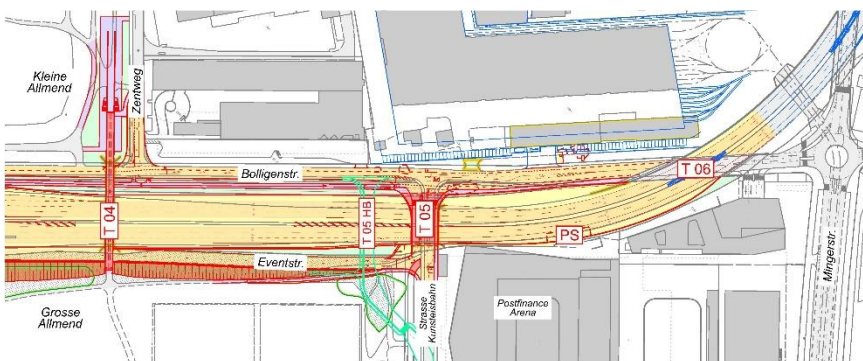 Kleine
Allmend
Zentweg
Bolligenstr.
T 04
T 05 HB
T 05
T 06
PS
Eventstr.
Grosse
Allmend
Strasse
Kunsteisbahn
Postfinance
Arena
Mingerstr.